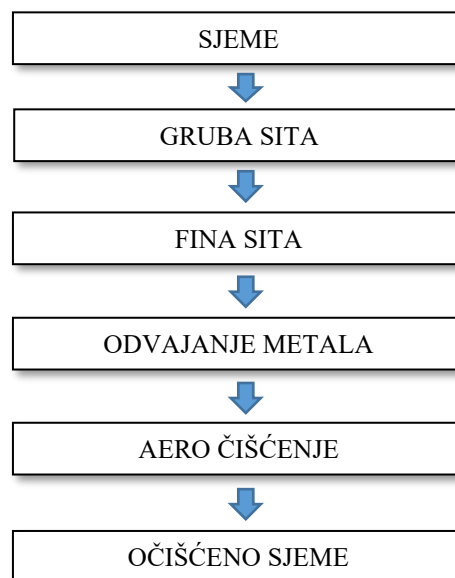 SJEME
GRUBA SITA
FINA SITA
ODVAJANJE METALA
AERO ČIŠĆENJE
OČIŠĆENO SJEME